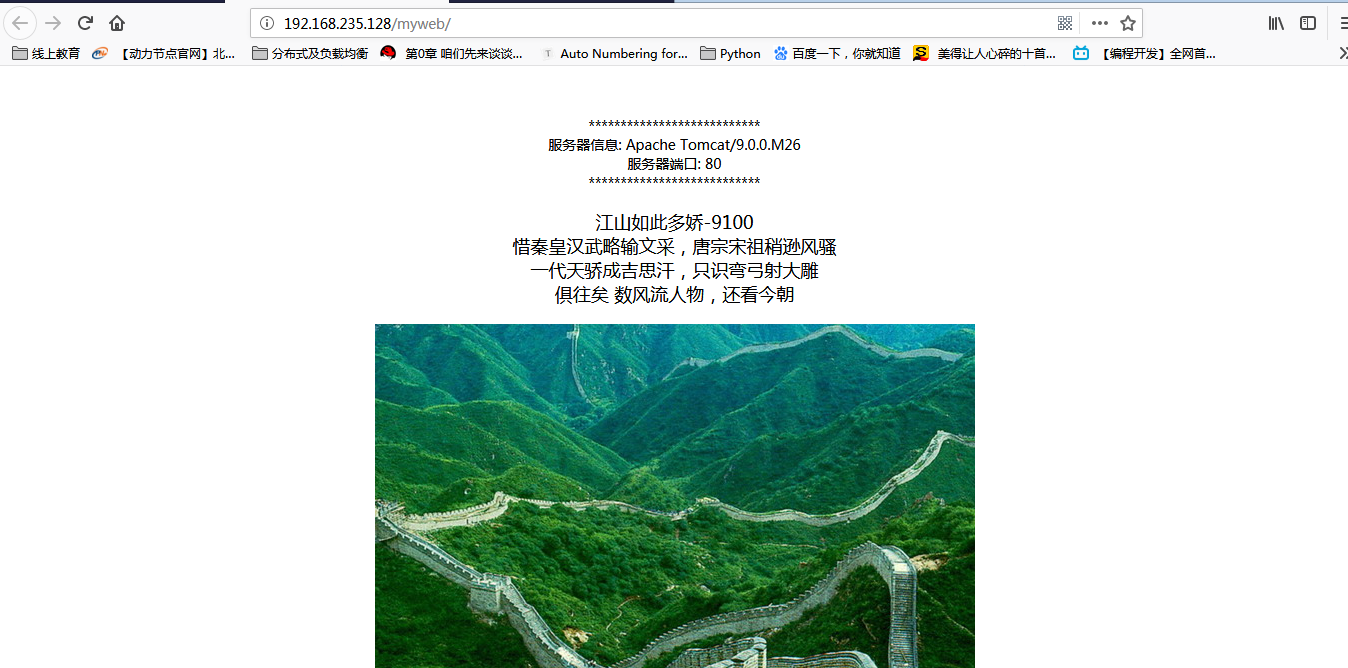 192.168.235.128/myweb/
线上教育 【动力节点官网】北... 分布式及负载均衡 第0章 咱们先来谈谈... T Auto Numbering for... Python 百度一下，你就知道 S 美得让人心碎的十首... 【编程开发】全网首...
***************************
服务器信息: Apache Tomcat/9.0.0.M26
服务器端口: 80
***************************
江山如此多娇-9100
惜秦皇汉武略输文采，唐宗宋祖稍逊风骚
一代天骄成吉思汗，只识弯弓射大雕
俱往矣 数风流人物，还看今朝